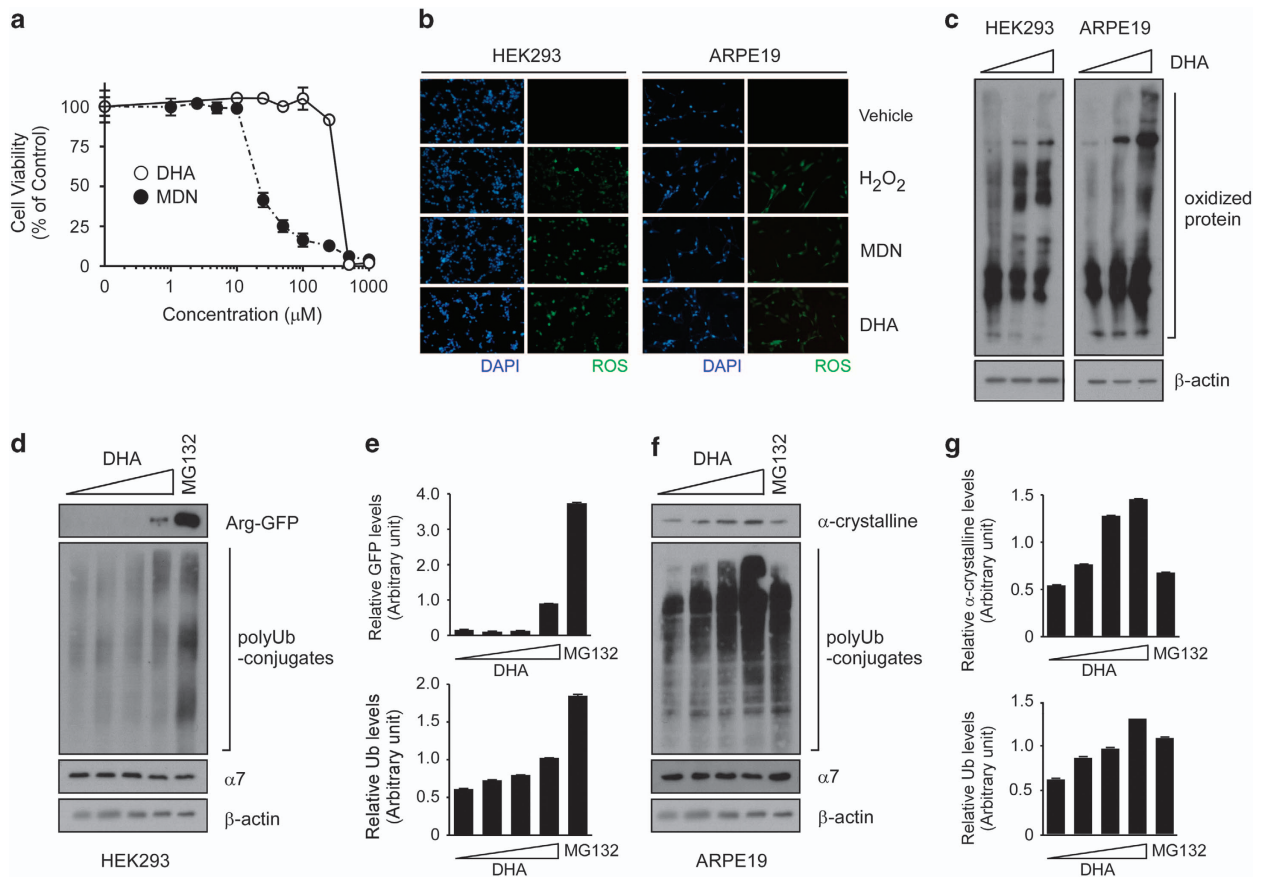 a
100
75
50
25
0
Cell Viability
(% of Control)
DHA
MDN
0
1
10
100
1000
Concentration (μM)
b
HEK293
ARPE19
Vehicle
H2O2
MDN
DHA
DAPI
ROS
DAPI
ROS
c
HEK293
ARPE19
DHA
oxidized
protein
β-actin
d
DHA
MG132
Arg-GFP
polyUb
-conjugates
α7
β-actin
HEK293
e
Relative GFP levels
(Arbitrary unit)
4.0
3.0
2.0
1.0
0
DHA
MG132
Relative Ub levels
(Arbitrary unit)
2.0
1.5
1.0
0.5
0
DHA
MG132
f
DHA
MG132
α-crystalline
polyUb
-conjugates
α7
β-actin
ARPE19
g
Relative α-crystalline levels
(Arbitrary unit)
1.5
1.0
0.5
0
DHA
MG132
Relative Ub levels
(Arbitrary unit)
1.5
1.0
0.5
0
DHA
MG132